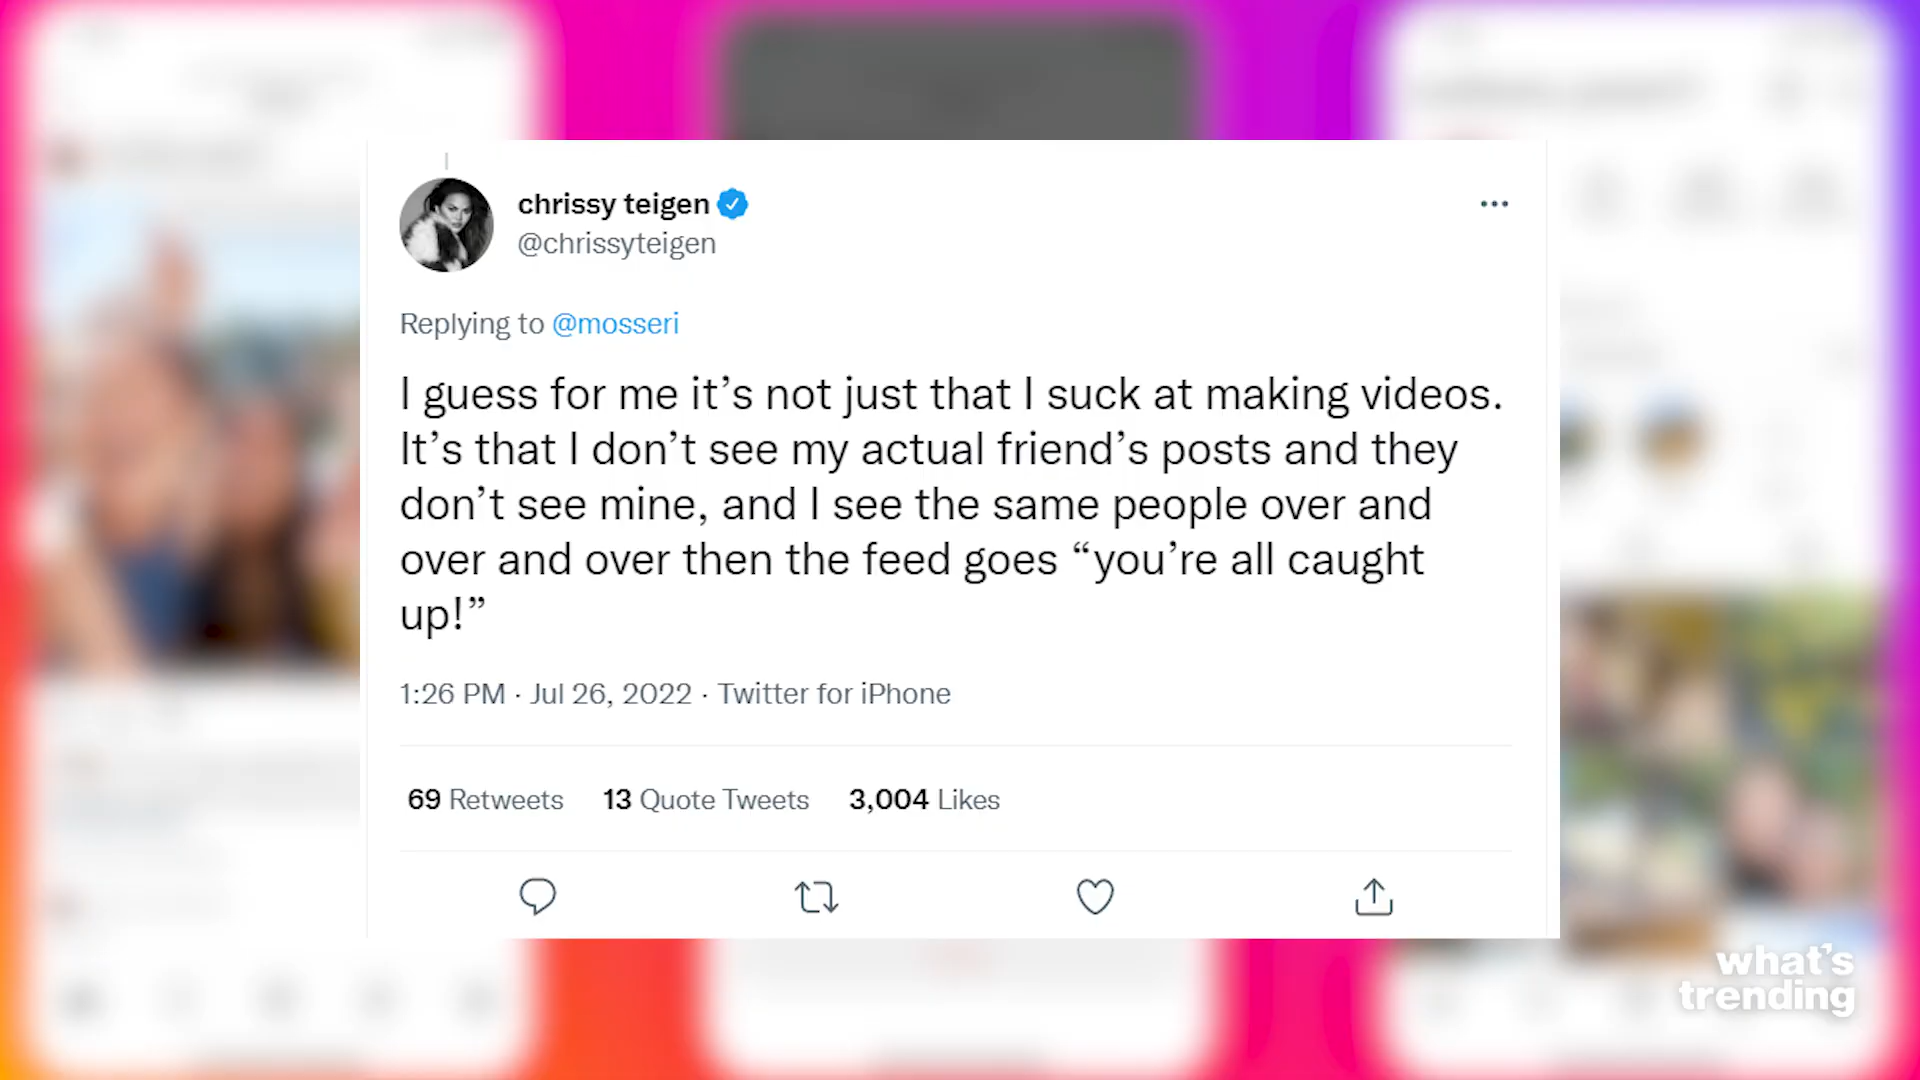 chrissy teigen
@chrissyteigen
Replying to @mosseri
I guess for me it’s not just that I suck at making videos.
It’s that I don’t see my actual friend’s posts and they
don’t see mine, and I see the same people over and
over and over then the feed goes “you’re all caught
up!”
1:26 PM · Jul 26, 2022 · Twitter for iPhone
69 Retweets 13 Quote Tweets 3,004 Likes
what's
trending